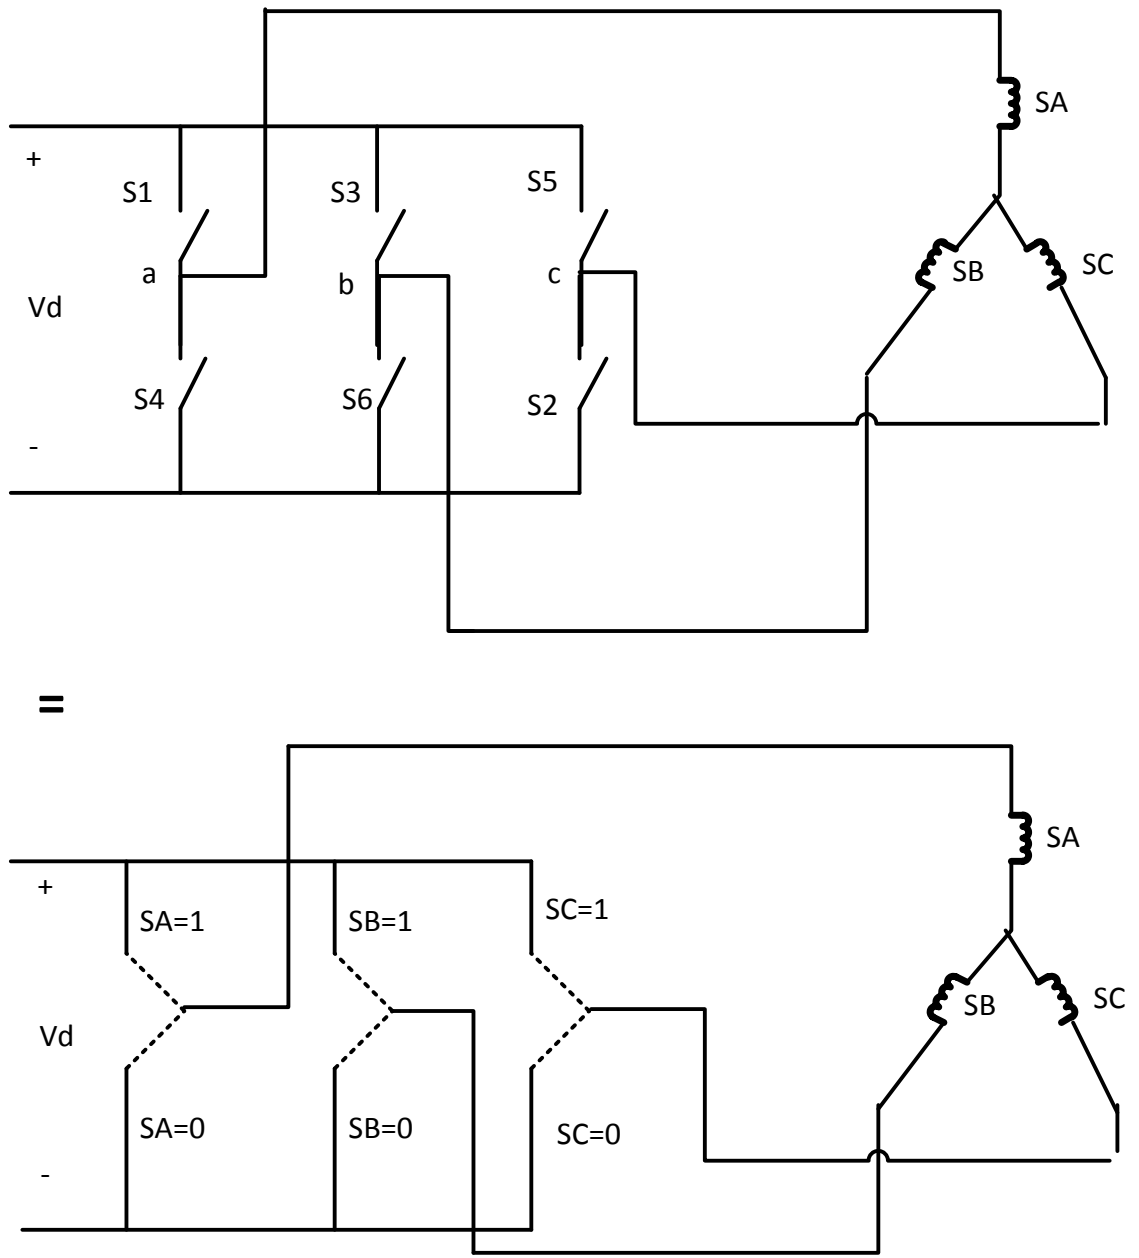 SA
+
S1
S3
S5
a
b
c
SB
SC
Vd
S4
S6
S2
-
=
SA
+
SA=1
SB=1
SC=1
SB
SC
Vd
SA=0
SB=0
SC=0
-